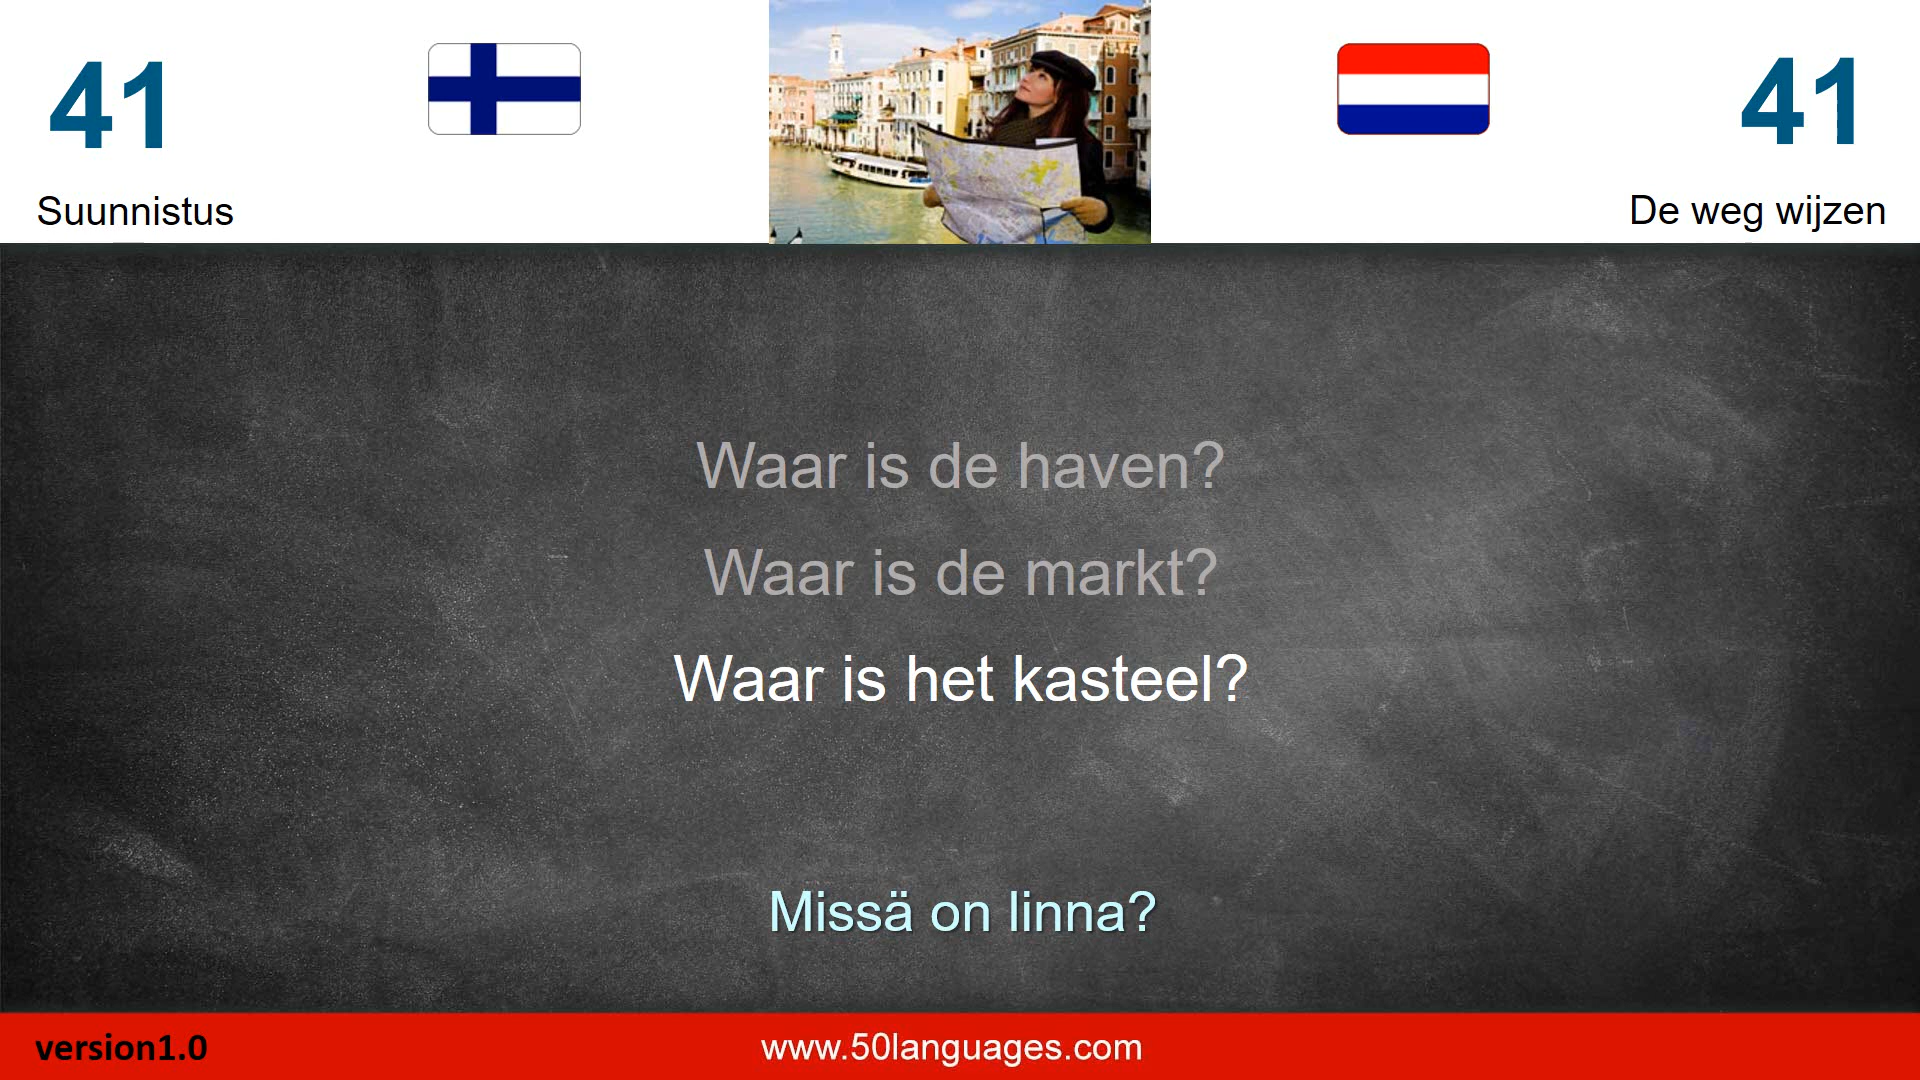 41
41
Suunnistus
De weg wijzen
Waar is de haven?
Waar is de markt?
Waar is het kasteel?
Missä on linna?
version1.0
www.50languages.com